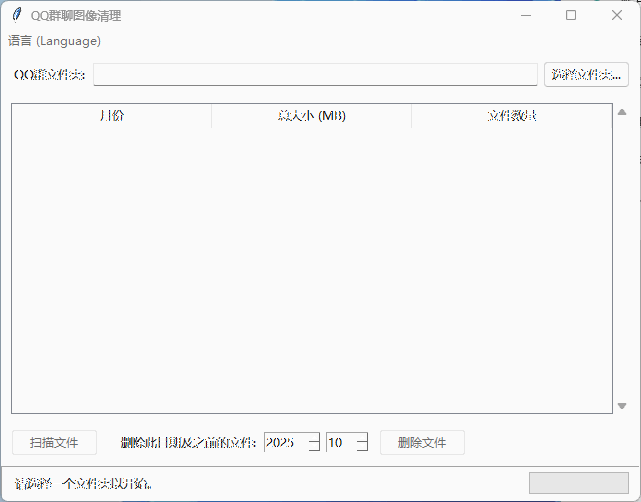 QQ群聊图像清理
语言 (Language)
QQ群文件夹:
选择文件夹...
月份 总大小 (MB) 文件数量
扫描文件 删除此日期及之前的文件: 2025 10 删除文件
请选择一个文件夹以开始。